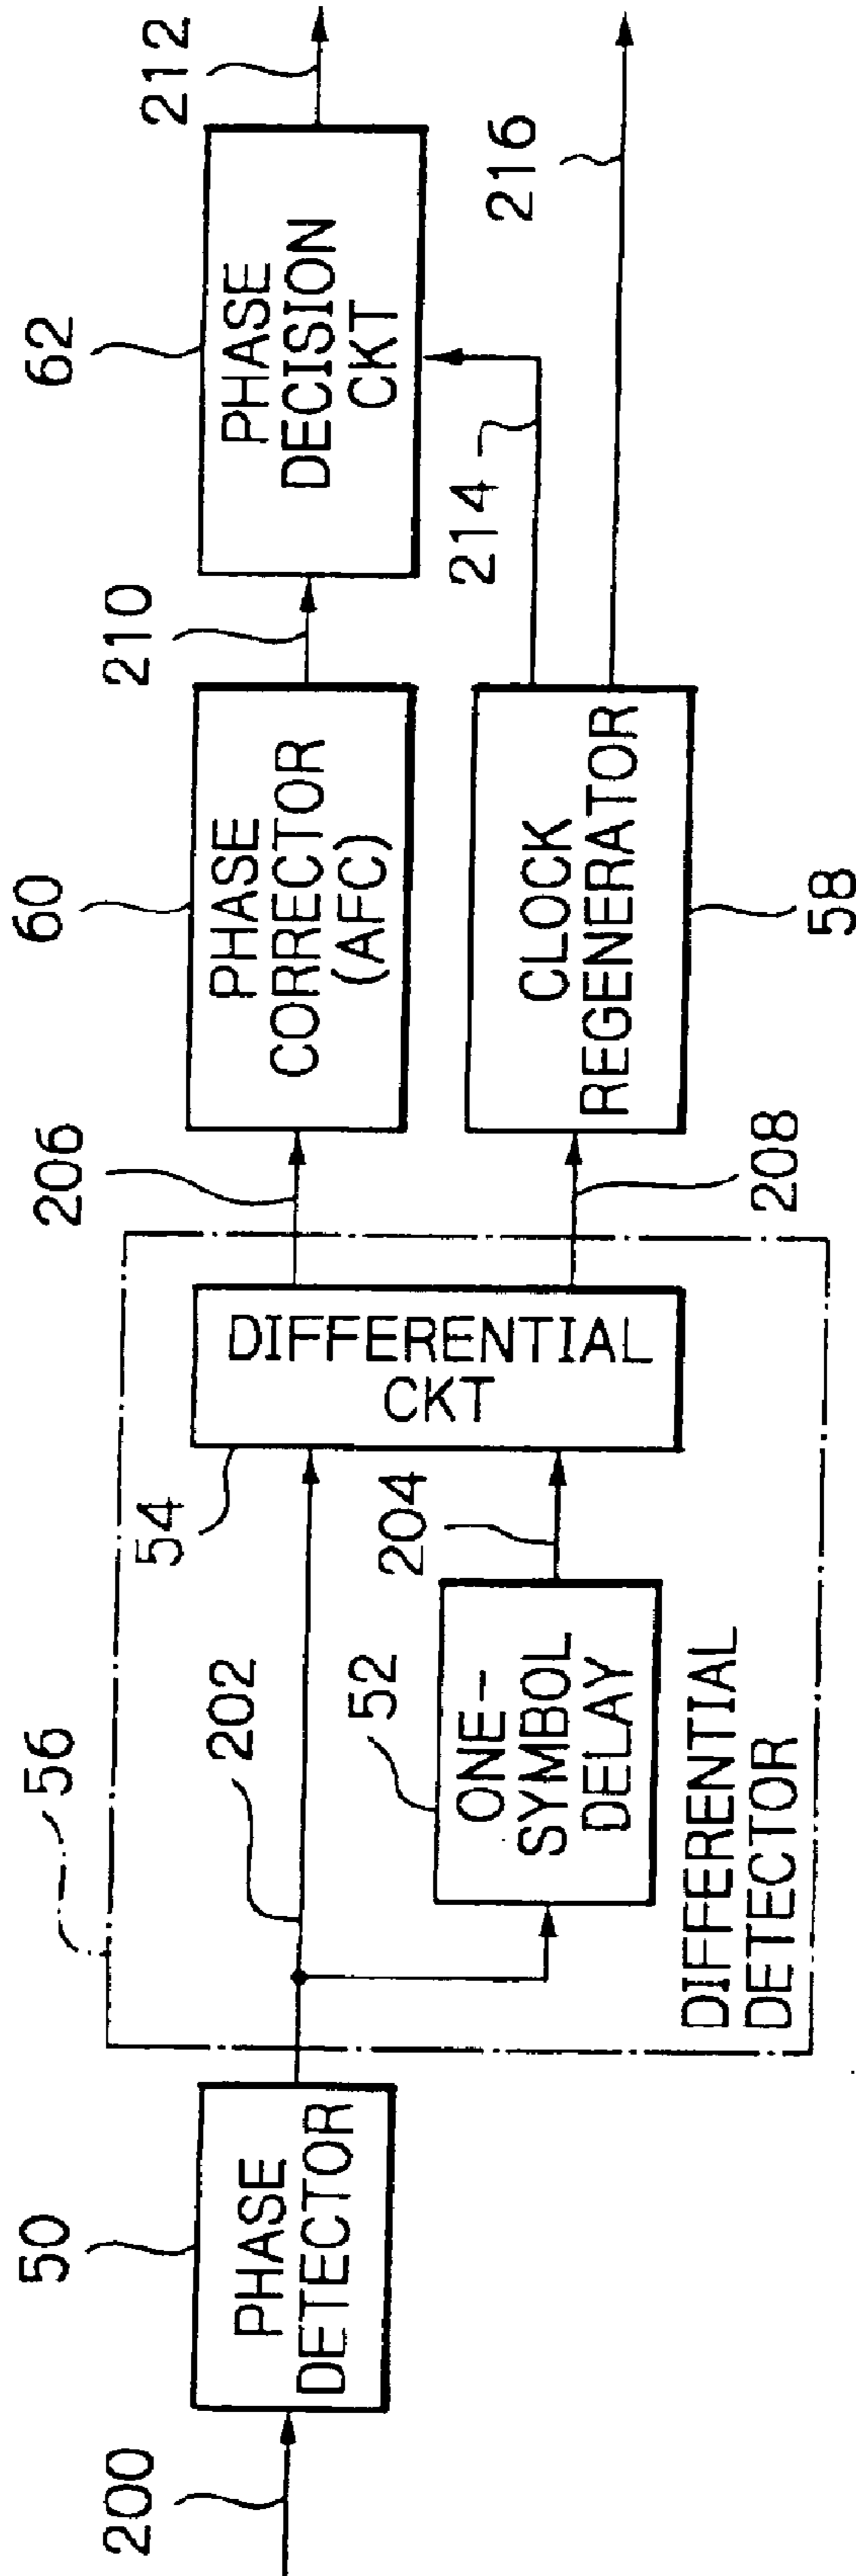 200
50
PHASE
DETECTOR
56
202
52
ONE-
SYMBOL
DELAY
204
54
DIFFERENTIAL
CKT
DIFFERENTIAL
DETECTOR
206
208
60
PHASE
CORRECTOR
(AFC)
CLOCK
REGENERATOR
58
210
214
62
PHASE
DECISION
CKT
212
216